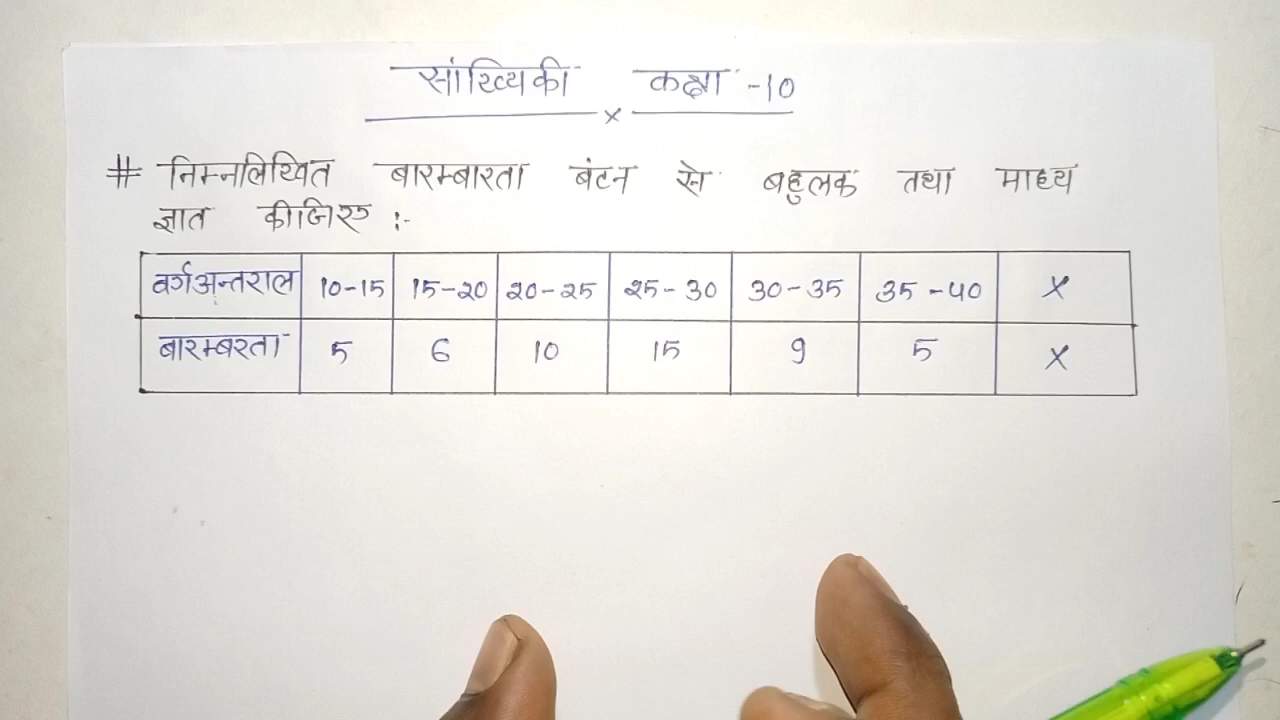 सांख्यिकी कक्षा -10
x
# निम्नलिखित बारम्बारता बंटन से बहुलक तथा माध्य
ज्ञात कीजिए :-
वर्गअन्तराल 10-15 15-20 20-25 25-30 30-35 35-40 x
बारम्बरता 5 6 10 15 9 5 x